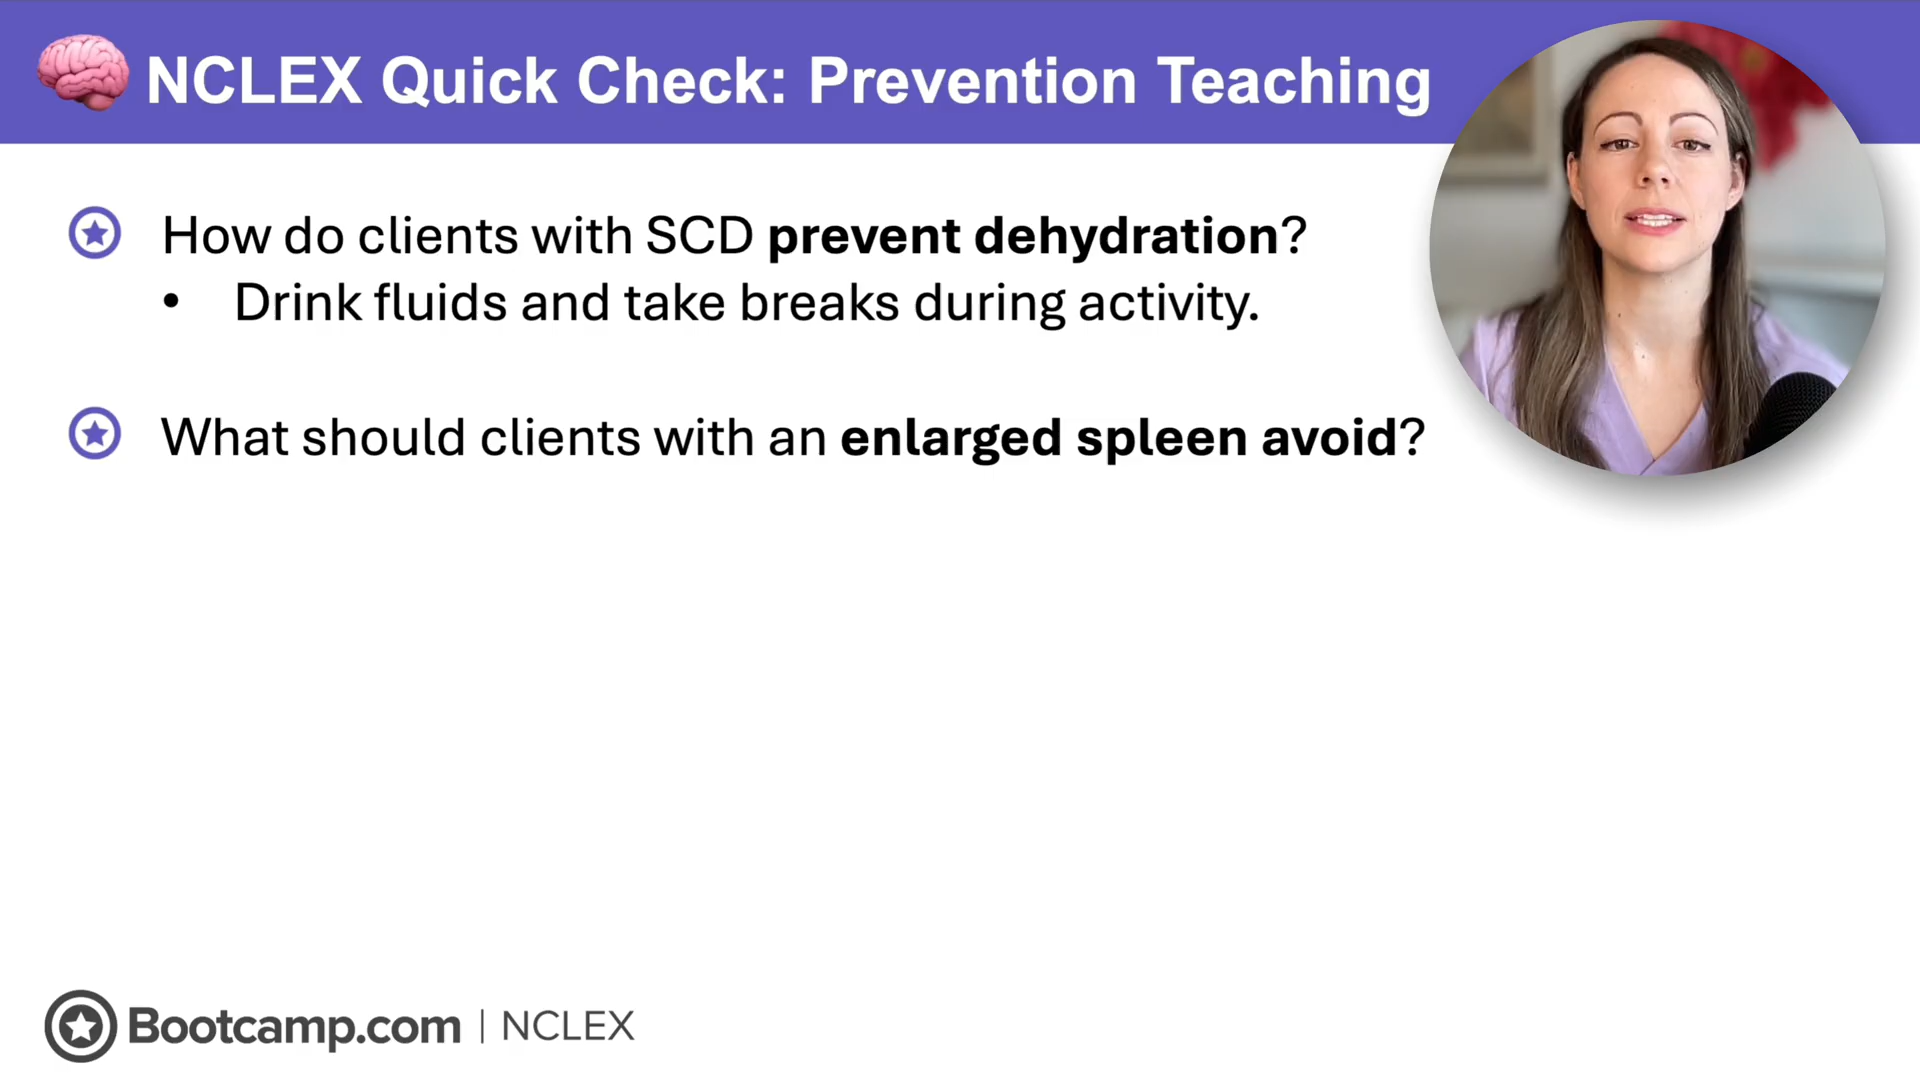 NCLEX Quick Check: Prevention Teaching
How do clients with SCD prevent dehydration?
• Drink fluids and take breaks during activity.
What should clients with an enlarged spleen avoid?
Bootcamp.com | NCLEX